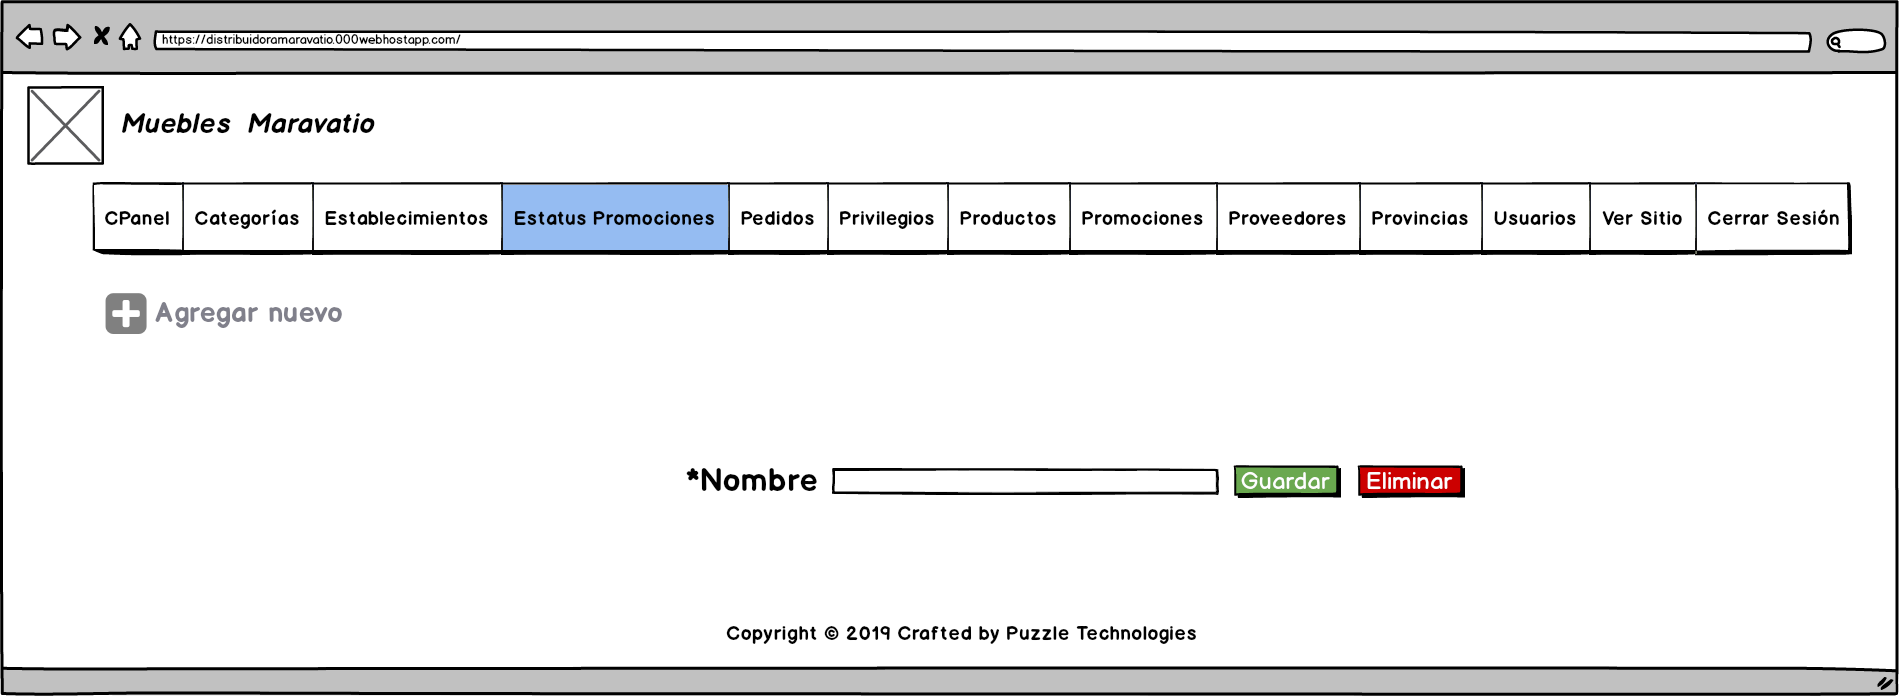 https://distribuidoramaravatio.000webhostapp.com/
Muebles Maravatio
CPanel Categorías Establecimientos Estatus Promociones Pedidos Privilegios Productos Promociones Proveedores Provincias Usuarios Ver Sitio Cerrar Sesión
Agregar nuevo
*Nombre Guardar Eliminar
Copyright © 2019 Crafted by Puzzle Technologies